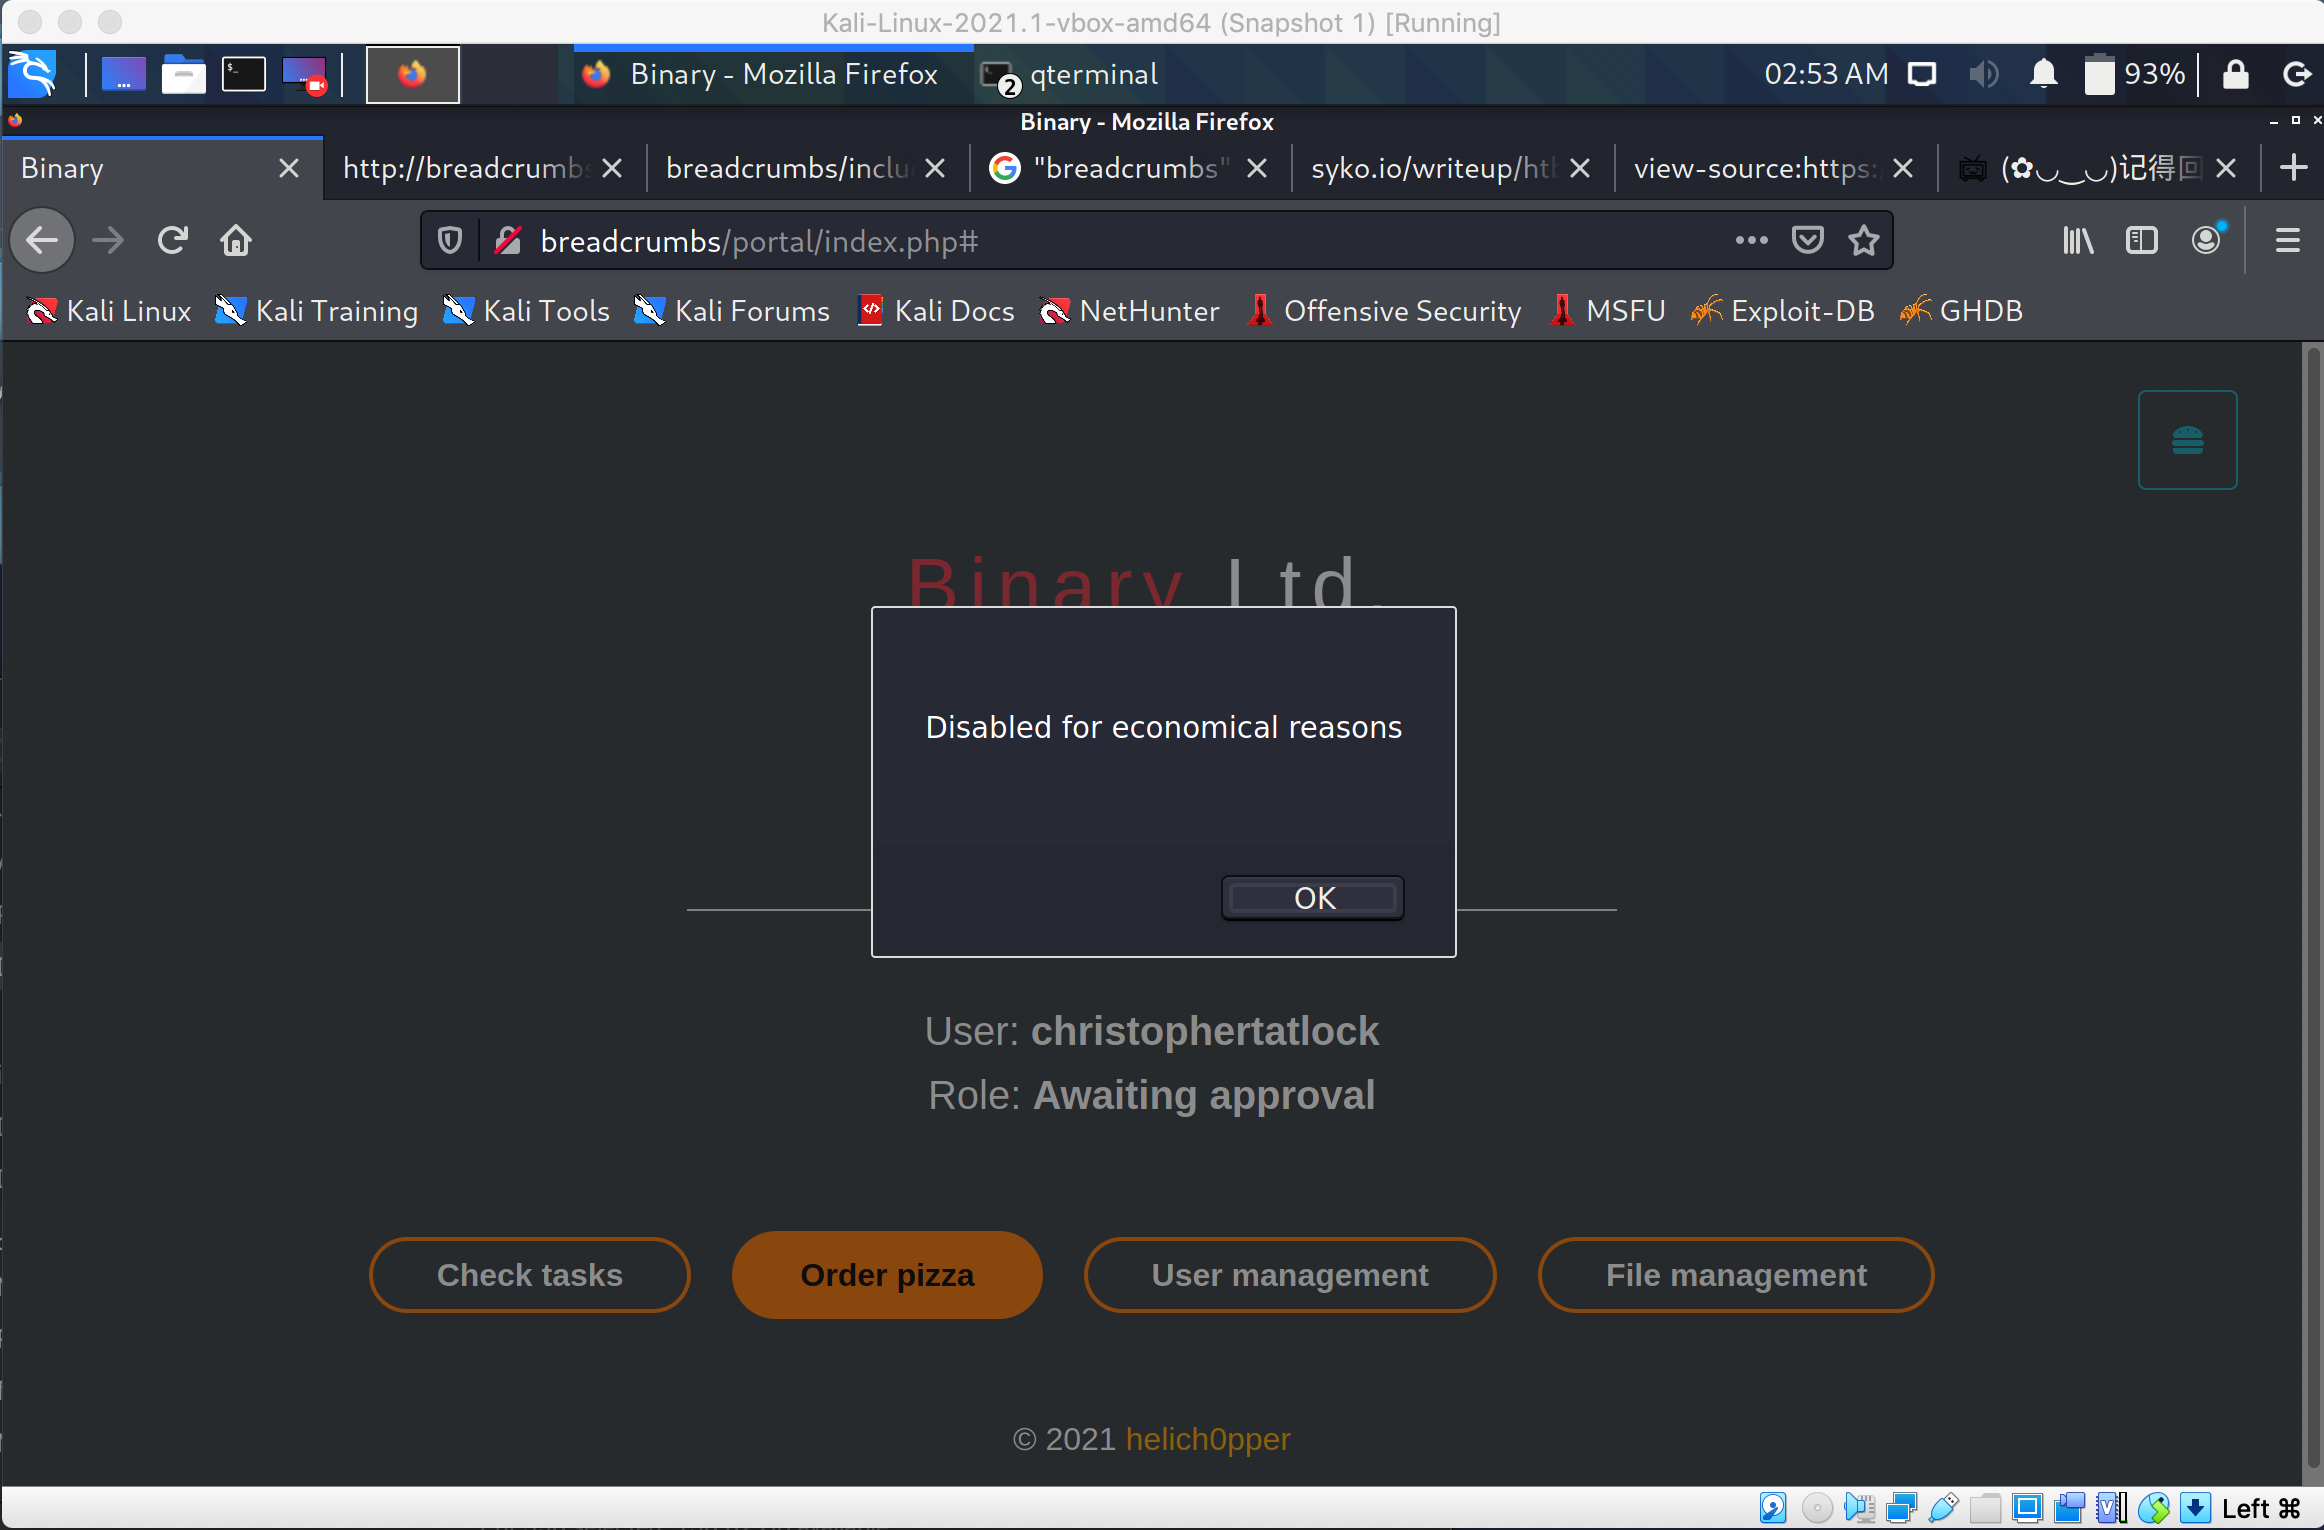 Kali-Linux-2021.1-vbox-amd64 (Snapshot 1) [Running]
Binary - Mozilla Firefox
2
qterminal
02:53 AM
93%
Binary - Mozilla Firefox
Binary
http://breadcrumbs
breadcrumbs/inclu
"breadcrumbs"
syko.io/writeup/htb
view-source:https:/
(✿◡‿◡)记得回
breadcrumbs/portal/index.php#
Kali Linux
Kali Training
Kali Tools
Kali Forums
Kali Docs
NetHunter
Offensive Security
MSFU
Exploit-DB
GHDB
Binary Ltd.
Disabled for economical reasons
OK
User: christophertatlock
Role: Awaiting approval
Check tasks
Order pizza
User management
File management
© 2021 helich0pper
Left ⌘